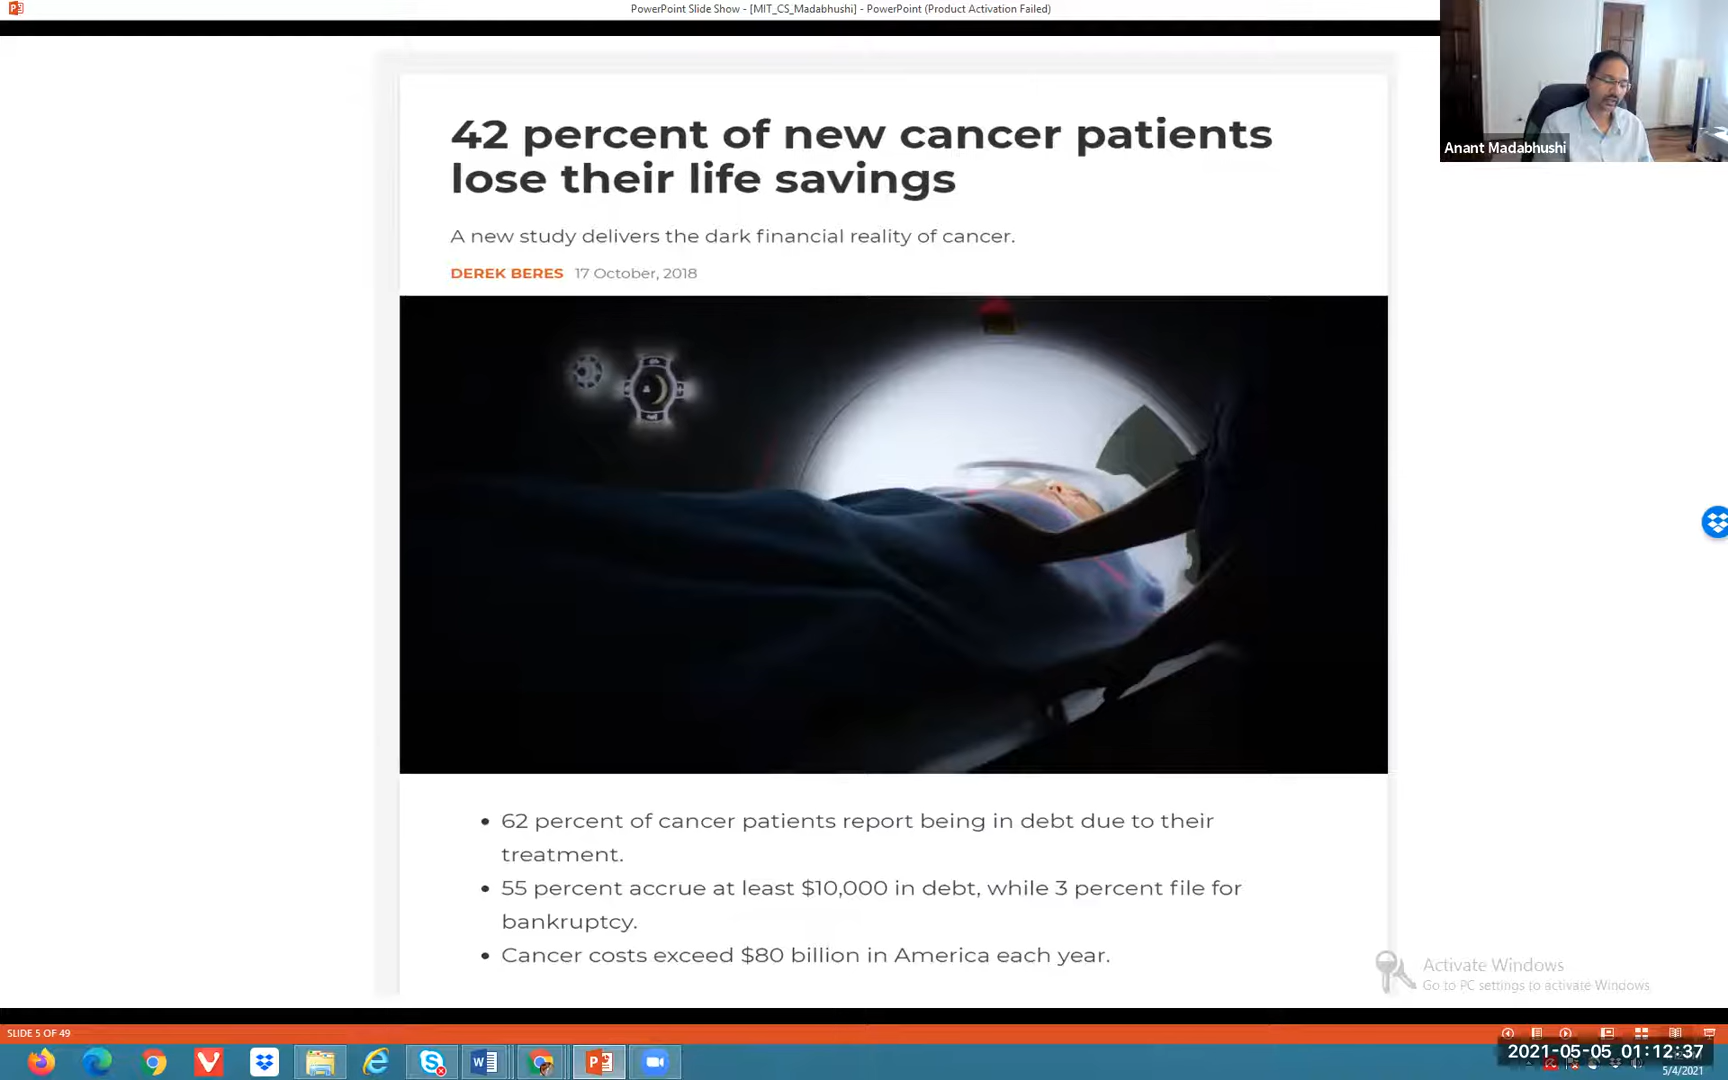 PowerPoint Slide Show - [MIT_CS_Madabhushi] - PowerPoint (Product Activation Failed)
Anant Madabhushi
42 percent of new cancer patients
lose their life savings
A new study delivers the dark financial reality of cancer.
DEREK BERES 17 October, 2018
• 62 percent of cancer patients report being in debt due to their
treatment.
• 55 percent accrue at least $10,000 in debt, while 3 percent file for
bankruptcy.
• Cancer costs exceed $80 billion in America each year.
Activate Windows
Go to PC settings to activate Windows
SLIDE 5 OF 49
2021-05-05 01:12:37
5/4/2021